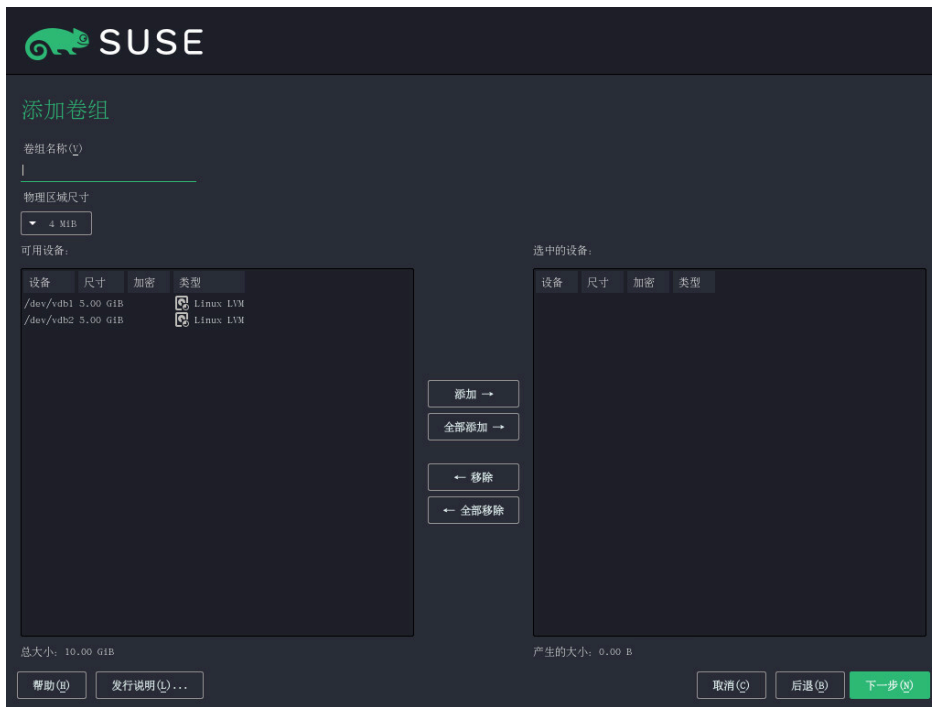 SUSE
添加卷组
卷组名称(V)
物理区域尺寸
4 MiB
可用设备:
选中的设备:
设备 尺寸 加密 类型
设备 尺寸 加密 类型
/dev/vdb1 5.00 GiB Linux LVM
/dev/vdb2 5.00 GiB Linux LVM
添加 →
全部添加 →
← 移除
← 全部移除
总大小: 10.00 GiB
产生的大小: 0.00 B
帮助(H)
发行说明(L)...
取消(C)
后退(B)
下一步(N)